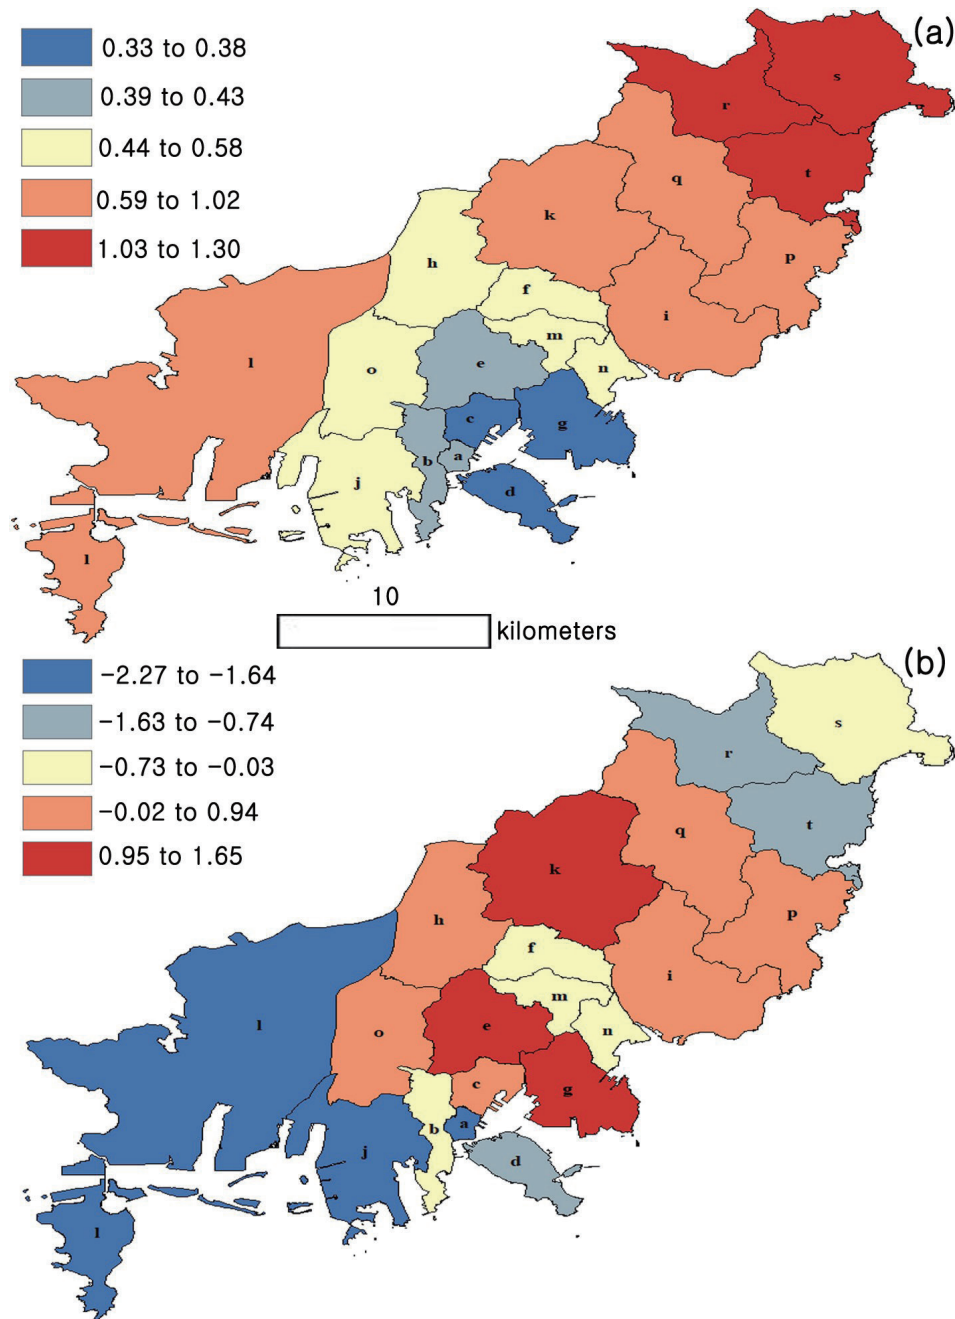 (a)
0.33 to 0.38
0.39 to 0.43
0.44 to 0.58
0.59 to 1.02
1.03 to 1.30
s
r
t
q
k
p
h
f
i
m
l
o
e
n
c
g
b
a
j
d
l
10
kilometers
(b)
-2.27 to -1.64
-1.63 to -0.74
-0.73 to -0.03
-0.02 to 0.94
0.95 to 1.65
s
r
t
q
k
p
h
f
i
m
l
o
e
n
c
g
b
a
j
d
l